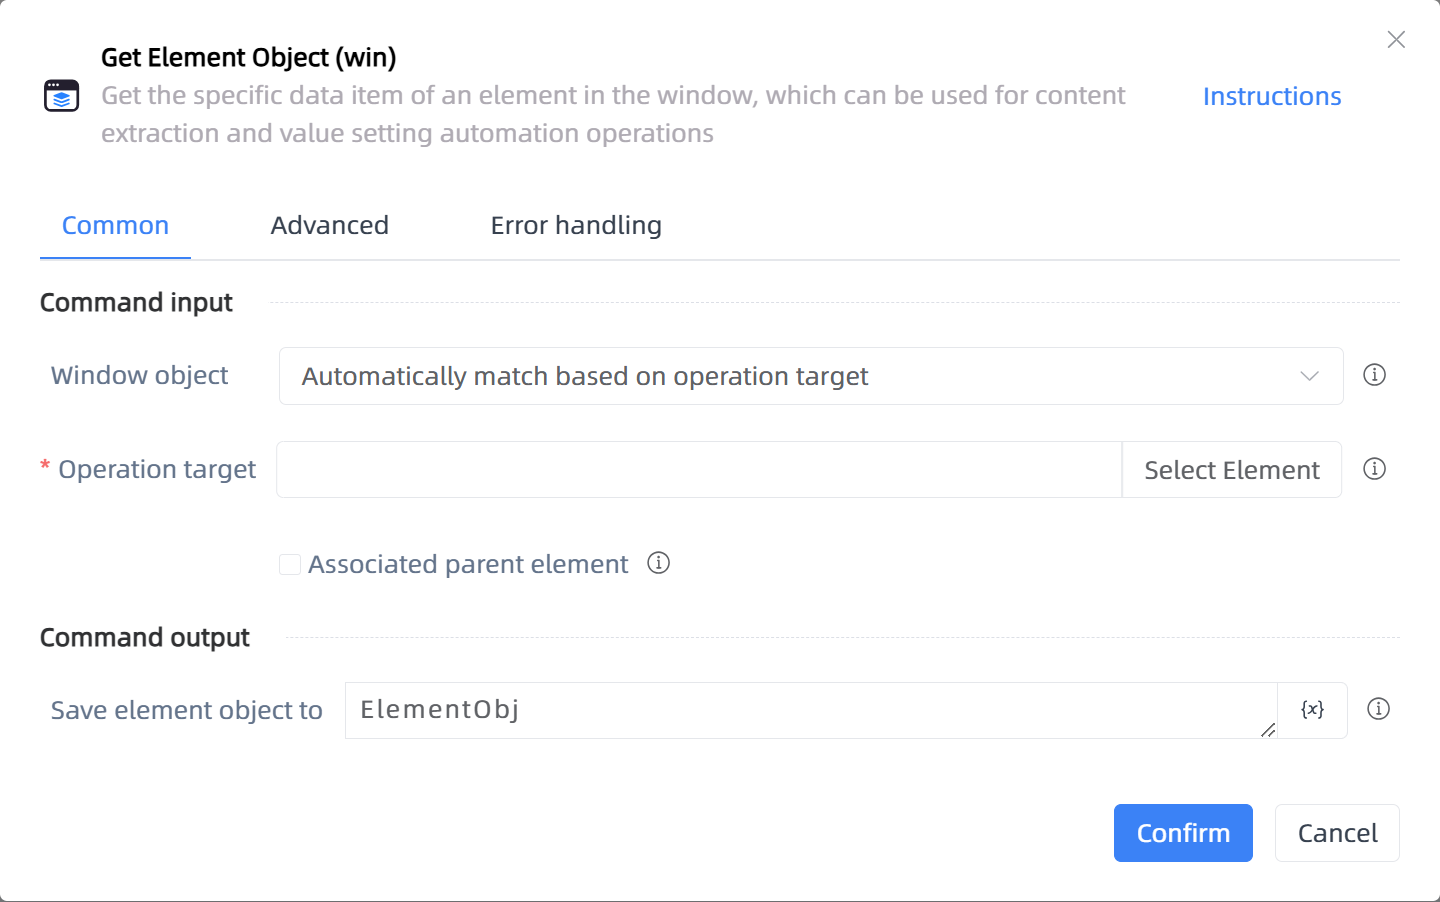 Get Element Object (win)
Get the specific data item of an element in the window, which can be used for content
extraction and value setting automation operations
Instructions
Common
Advanced
Error handling
Command input
Window object
Automatically match based on operation target
* Operation target
Select Element
Associated parent element
Command output
Save element object to
ElementObj
{x}
Confirm
Cancel